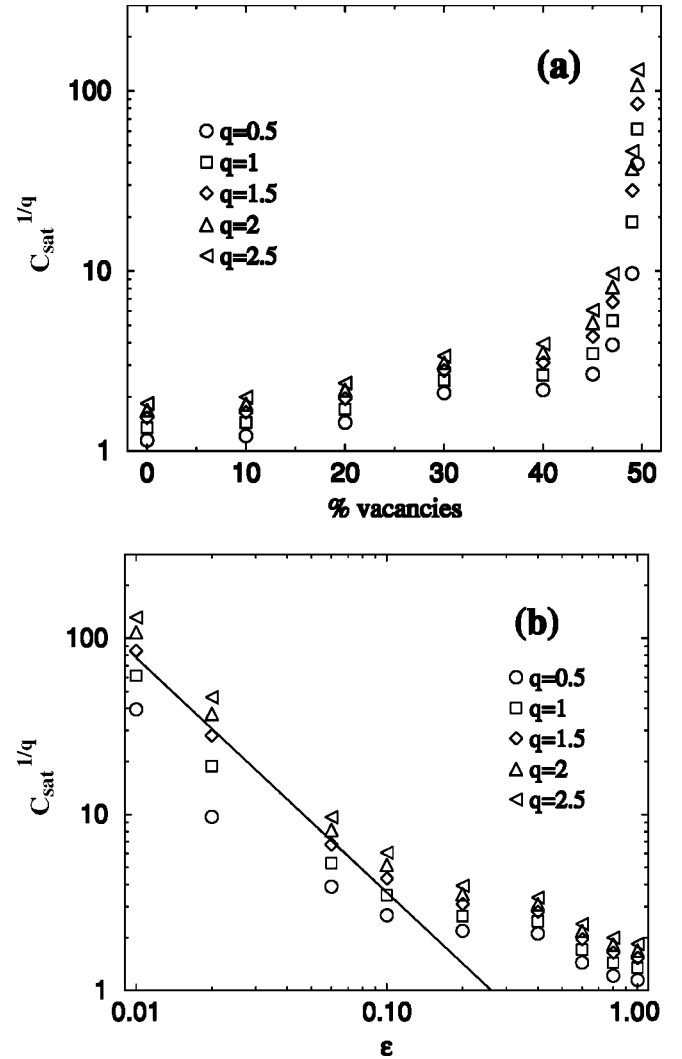 (a)
100
10
1
C_sat^1/q
q=0.5
q=1
q=1.5
q=2
q=2.5
0 10 20 30 40 50
% vacancies
(b)
100
10
1
C_sat^1/q
q=0.5
q=1
q=1.5
q=2
q=2.5
0.01 0.10 1.00
ε